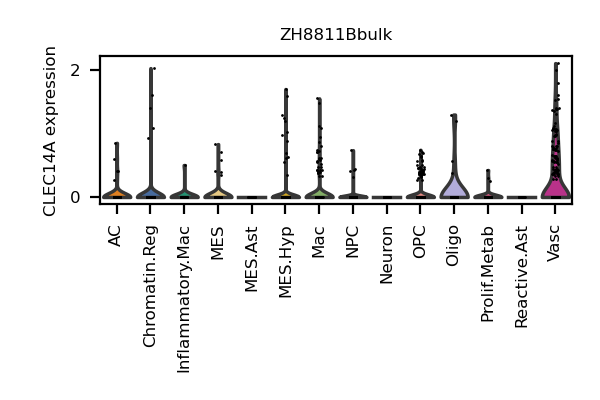 ZH8811Bbulk
CLEC14A expression
2
0
AC
Chromatin.Reg
Inflammatory.Mac
MES
MES.Ast
MES.Hyp
Mac
NPC
Neuron
OPC
Oligo
Prolif.Metab
Reactive.Ast
Vasc